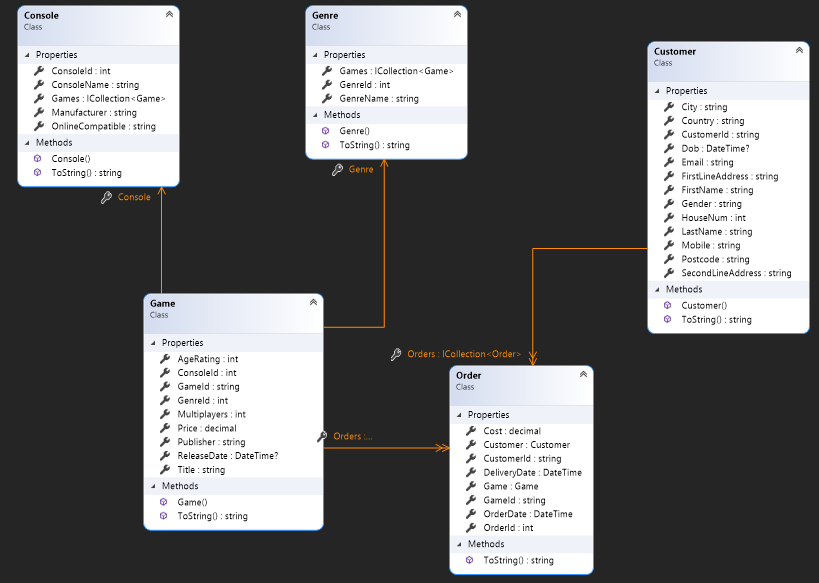 Console
Class
Properties
ConsoleId : int
ConsoleName : string
Games : ICollection<Game>
Manufacturer : string
OnlineCompatible : string
Methods
Console()
ToString() : string
Console
Genre
Class
Properties
Games : ICollection<Game>
GenreId : int
GenreName : string
Methods
Genre()
ToString() : string
Genre
Customer
Class
Properties
City : string
Country : string
CustomerId : string
Dob : DateTime?
Email : string
FirstLineAddress : string
FirstName : string
Gender : string
HouseNum : int
LastName : string
Mobile : string
Postcode : string
SecondLineAddress : string
Methods
Customer()
ToString() : string
Game
Class
Properties
AgeRating : int
ConsoleId : int
GameId : string
GenreId : int
Multiplayers : int
Price : decimal
Publisher : string
ReleaseDate : DateTime?
Title : string
Methods
Game()
ToString() : string
Orders :...
Orders : ICollection<Order>
Order
Class
Properties
Cost : decimal
Customer : Customer
CustomerId : string
DeliveryDate : DateTime
Game : Game
GameId : string
OrderDate : DateTime
OrderId : int
Methods
ToString() : string